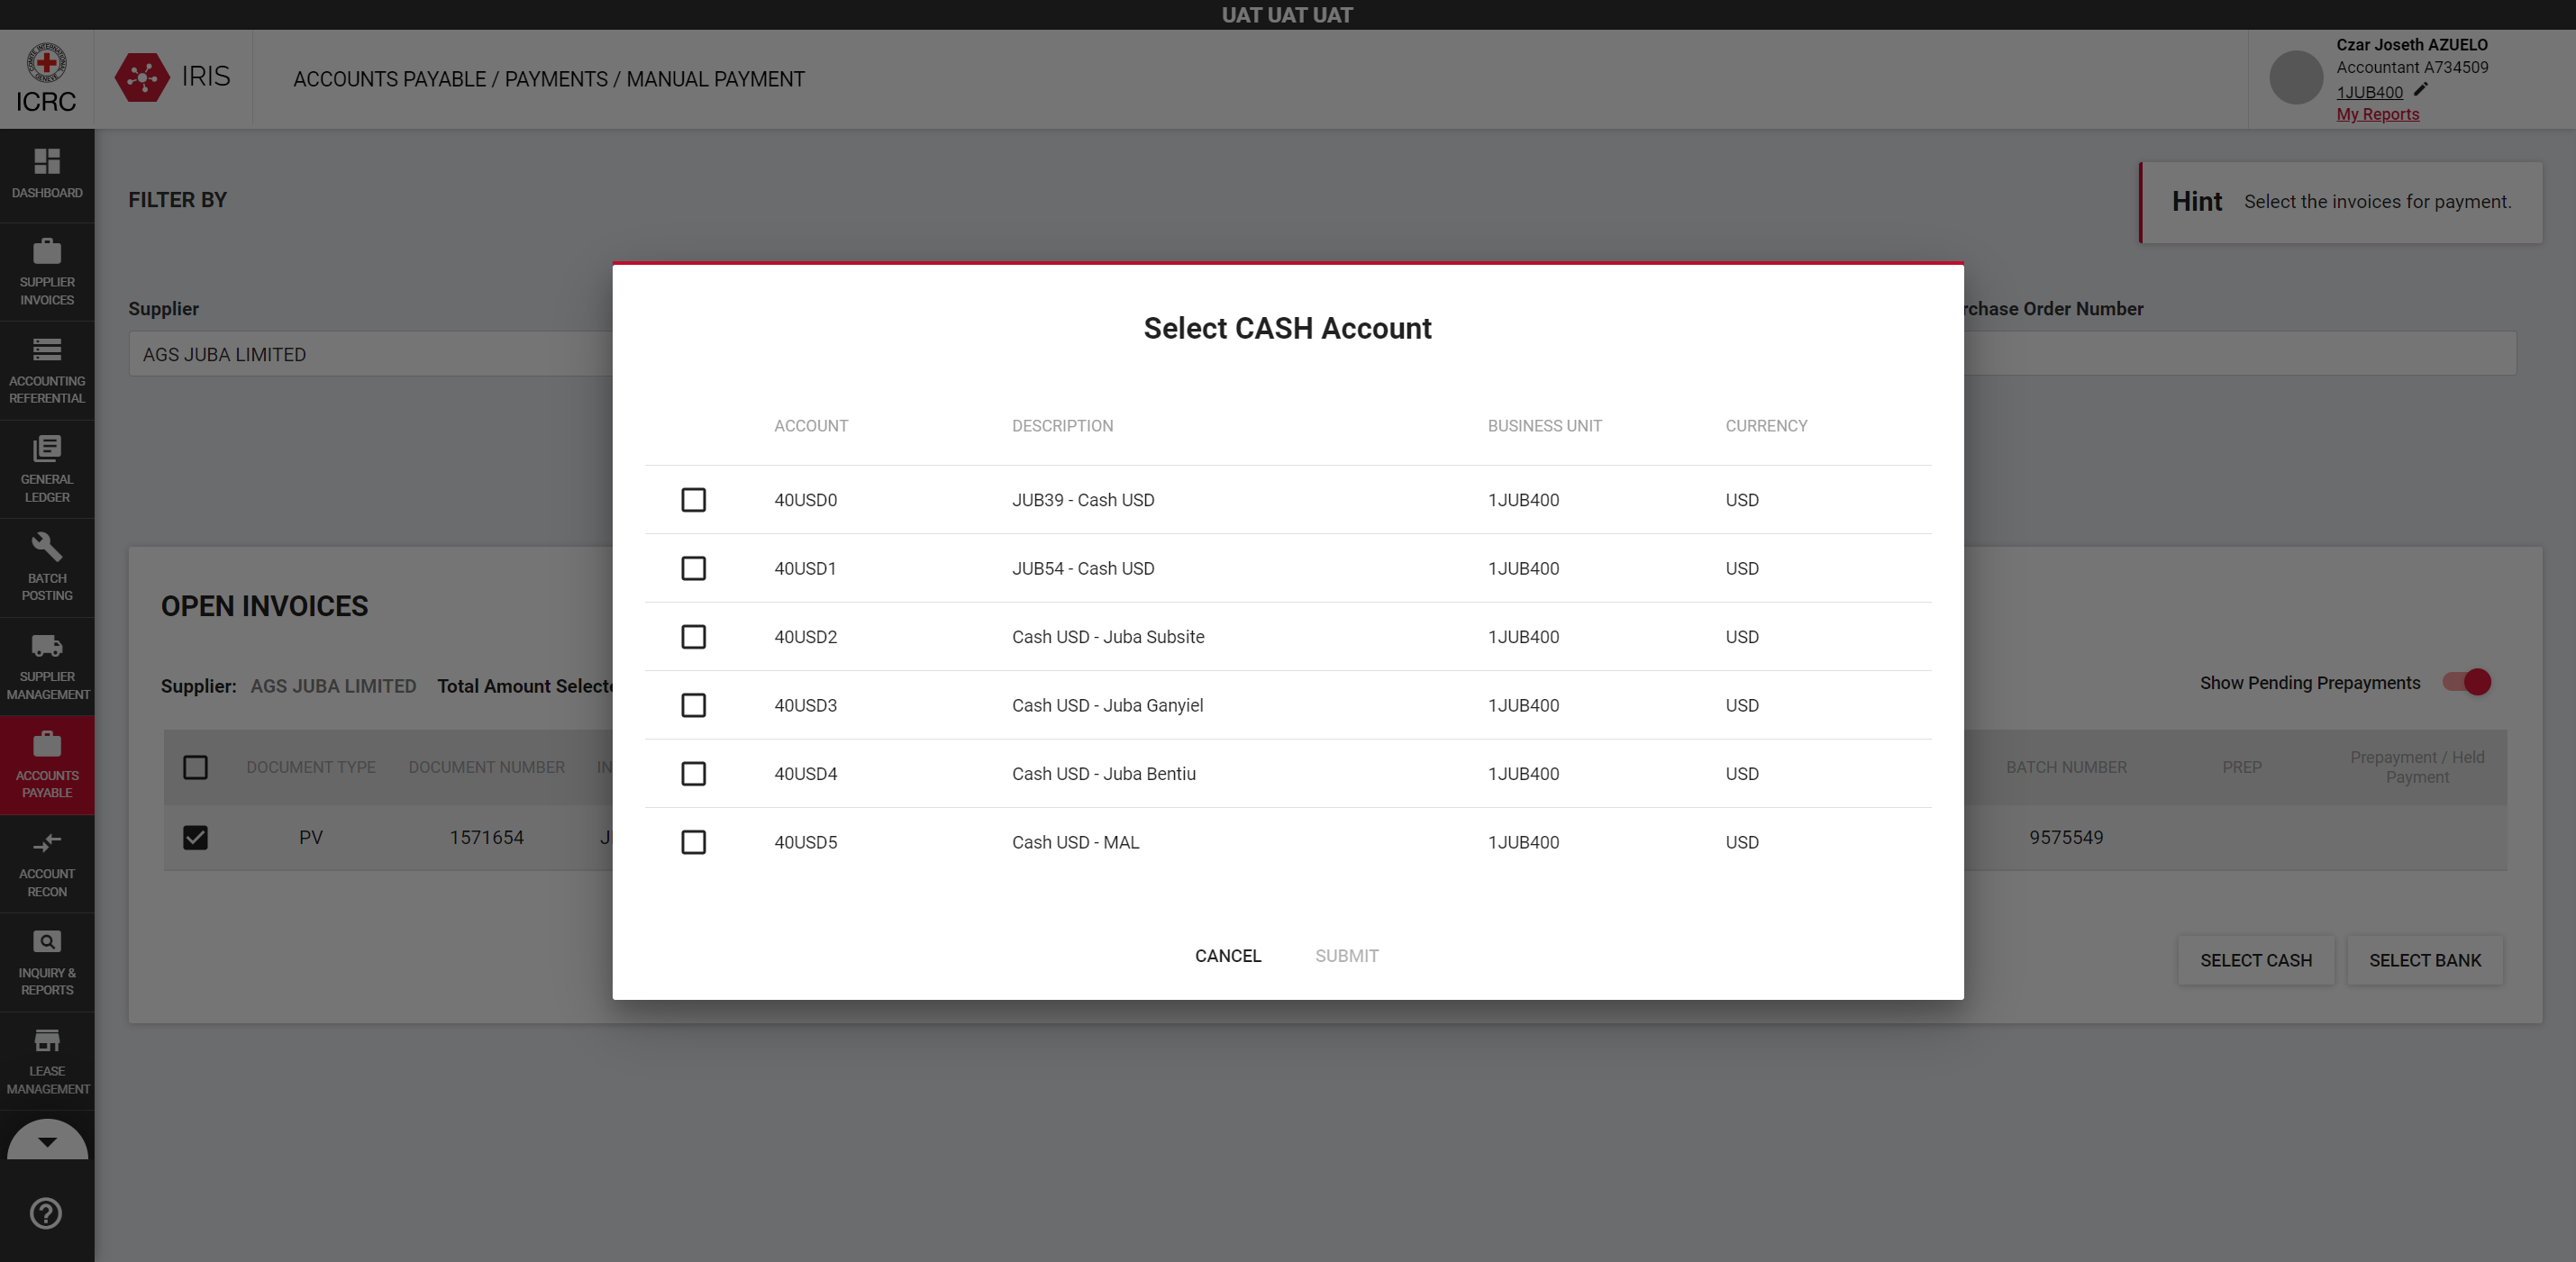 UAT UAT UAT
ICRC
IRIS
ACCOUNTS PAYABLE / PAYMENTS / MANUAL PAYMENT
Czar Joseth AZUELO
Accountant A734509
1JUB400
My Reports
DASHBOARD
SUPPLIER
INVOICES
ACCOUNTING
REFERENTIAL
GENERAL
LEDGER
BATCH
POSTING
SUPPLIER
MANAGEMENT
ACCOUNTS
PAYABLE
ACCOUNT
RECON
INQUIRY &
REPORTS
LEASE
MANAGEMENT
FILTER BY
Hint Select the invoices for payment.
Supplier
AGS JUBA LIMITED
rchase Order Number
OPEN INVOICES
Supplier: AGS JUBA LIMITED Total Amount Selecte
Show Pending Prepayments
DOCUMENT TYPE DOCUMENT NUMBER IN BATCH NUMBER PREP Prepayment / Held
Payment
PV 1571654 J 9575549
SELECT CASH SELECT BANK
Select CASH Account
ACCOUNT DESCRIPTION BUSINESS UNIT CURRENCY
40USD0 JUB39 - Cash USD 1JUB400 USD
40USD1 JUB54 - Cash USD 1JUB400 USD
40USD2 Cash USD - Juba Subsite 1JUB400 USD
40USD3 Cash USD - Juba Ganyiel 1JUB400 USD
40USD4 Cash USD - Juba Bentiu 1JUB400 USD
40USD5 Cash USD - MAL 1JUB400 USD
CANCEL SUBMIT